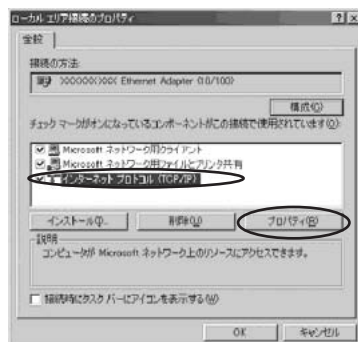 ローカル エリア接続のプロパティ
全般
接続の方法:
XXXXXX/XXX Ethernet Adapter (10/100)
構成(C)
チェック マークがオンになっているコンポーネントがこの接続で使用されています(O):
Microsoft ネットワーク用クライアント
Microsoft ネットワーク用ファイルとプリンタ共有
インターネット プロトコル (TCP/IP)
インストール(I)...
削除(U)
プロパティ(R)
説明
コンピュータが Microsoft ネットワーク上のリソースにアクセスできます。
接続時にタスク バーにアイコンを表示する(W)
OK
キャンセル